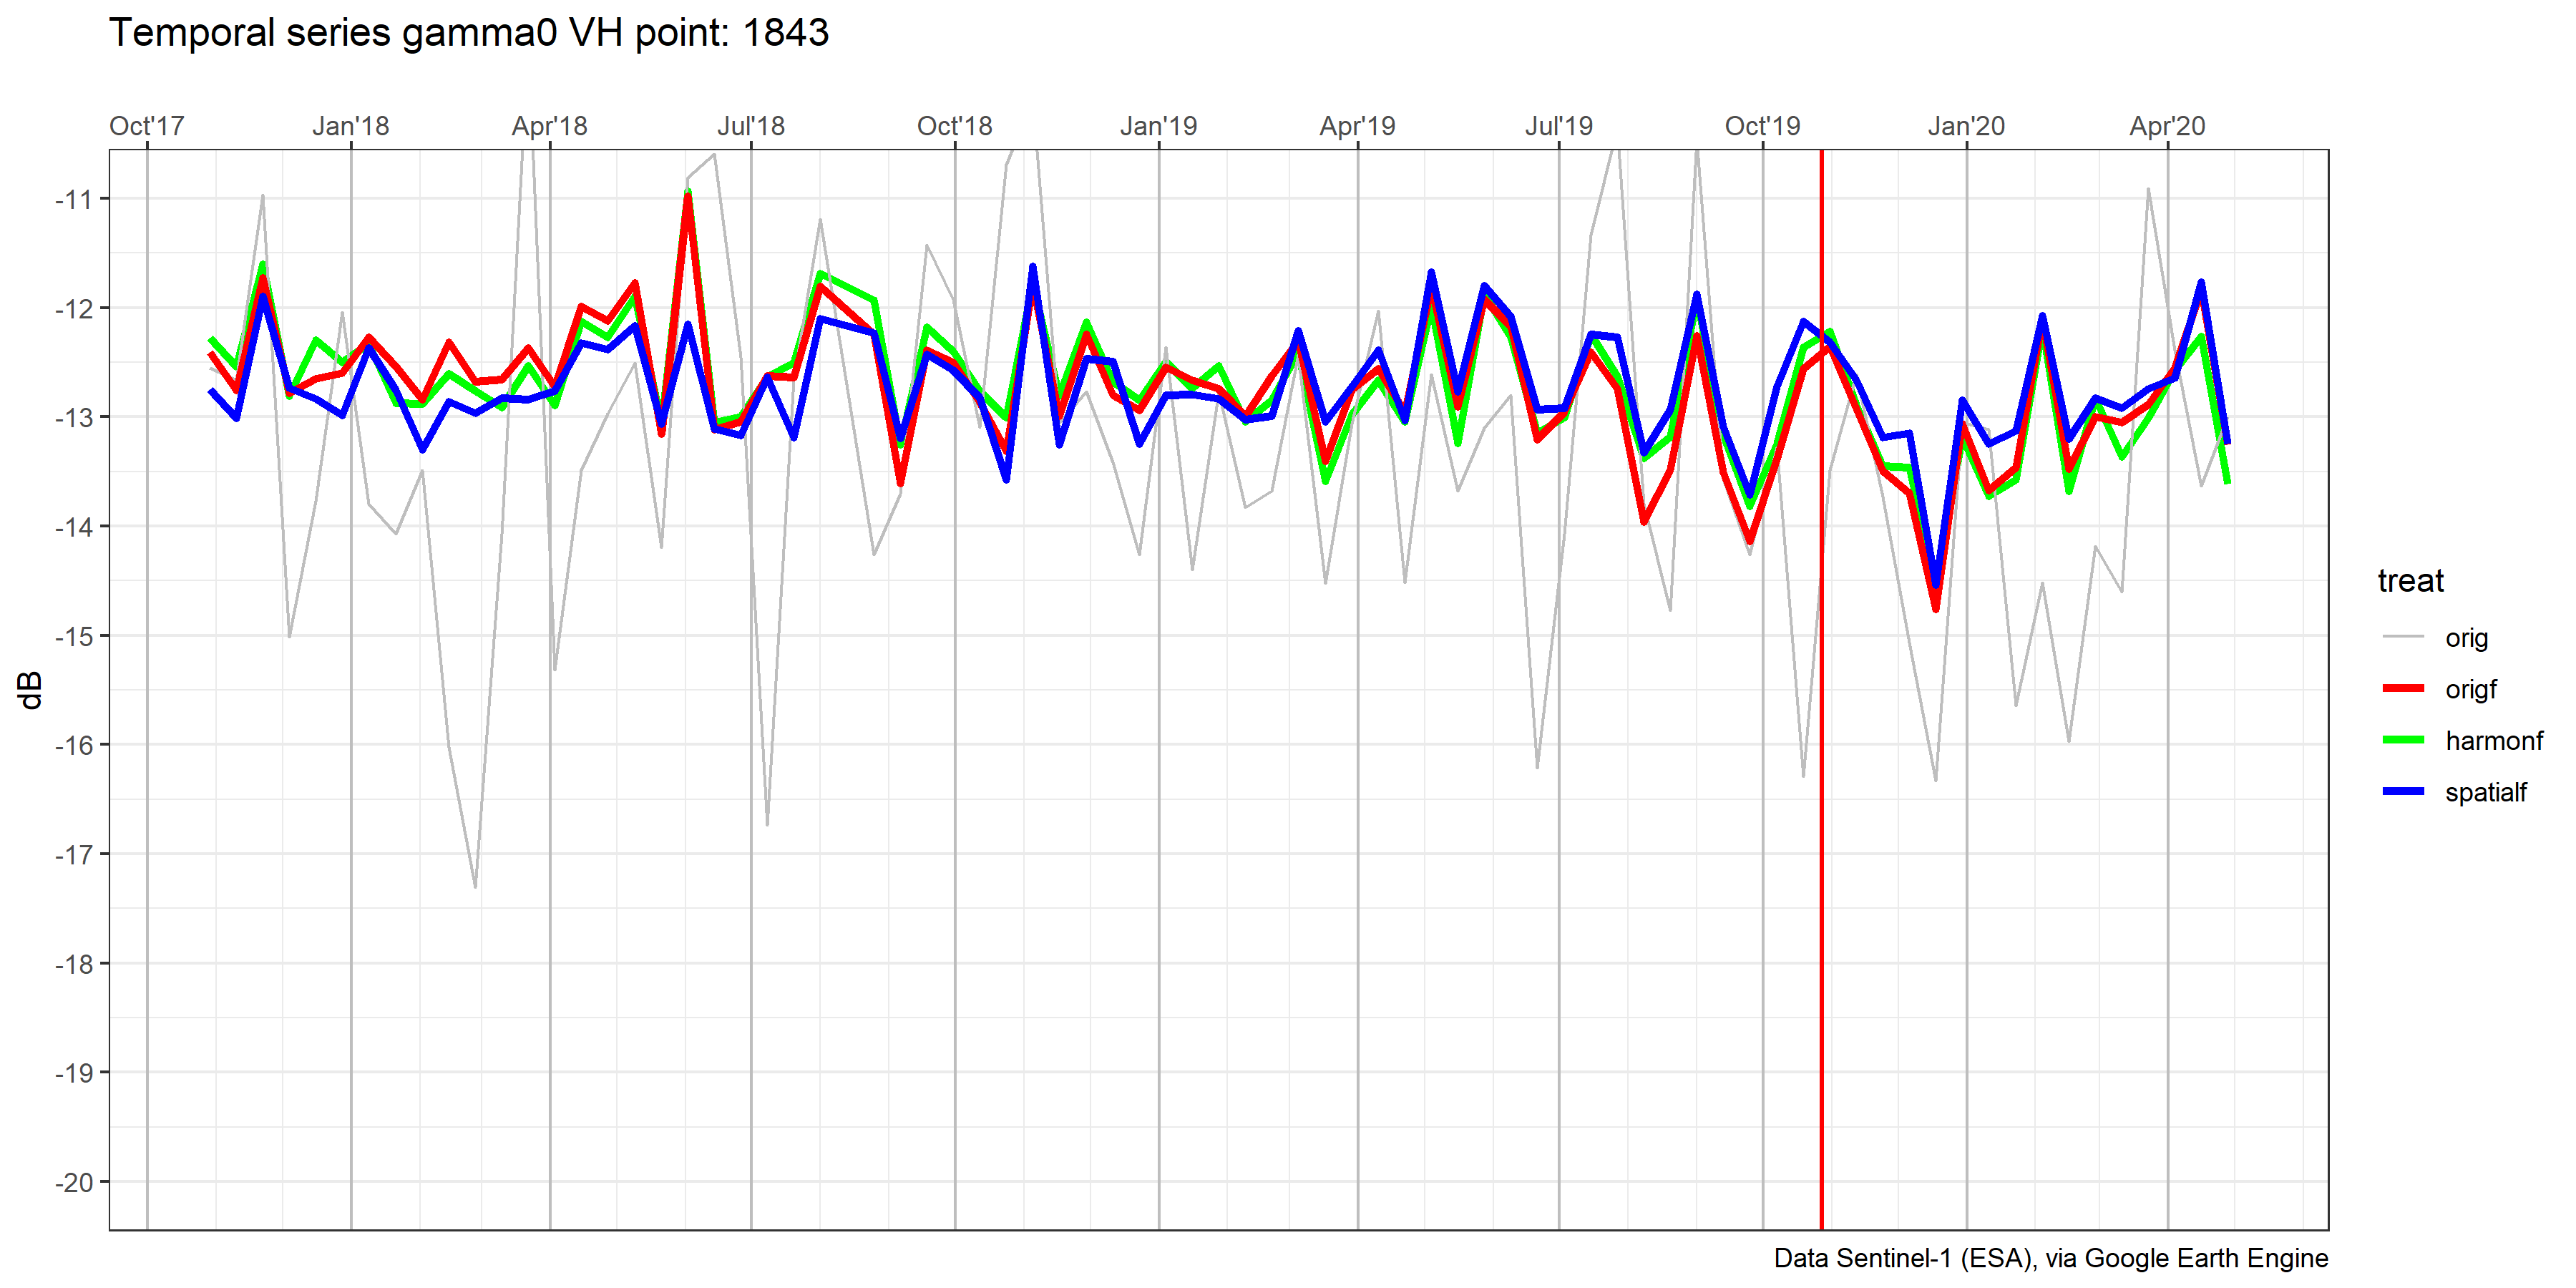 Temporal series gamma0 VH point: 1843
Oct'17 Jan'18 Apr'18 Jul'18 Oct'18 Jan'19 Apr'19 Jul'19 Oct'19 Jan'20 Apr'20
-11
-12
-13
-14
-15
-16
-17
-18
-19
-20
dB
treat
orig
origf
harmonf
spatialf
Data Sentinel-1 (ESA), via Google Earth Engine